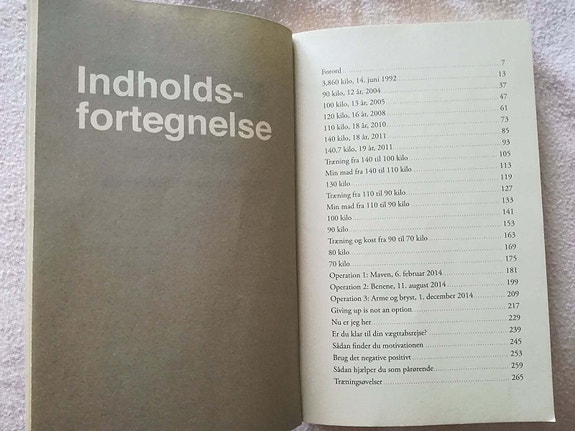 Indholds-
fortegnelse
Forord 7
3,860 kilo, 14. juni 1992 13
90 kilo, 12 år, 2004 37
100 kilo, 13 år, 2005 47
120 kilo, 16 år, 2008 61
110 kilo, 18 år, 2010 73
140 kilo, 18 år, 2011 85
140,7 kilo, 19 år, 2011 93
Træning fra 140 til 100 kilo 105
Min mad fra 140 til 110 kilo 113
130 kilo 119
Træning fra 110 til 90 kilo 127
Min mad fra 110 til 90 kilo 133
100 kilo 141
90 kilo 153
Træning og kost fra 90 til 70 kilo 163
80 kilo 169
70 kilo 175
Operation 1: Maven, 6. februar 2014 181
Operation 2: Benene, 11. august 2014 199
Operation 3: Arme og bryst, 1. december 2014 209
Giving up is not an option 217
Nu er jeg her 229
Er du klar til din vægttabsrejse? 239
Sådan finder du motivationen 245
Brug det negative positivt 253
Sådan hjælper du som pårørende 259
Træningsøvelser 265